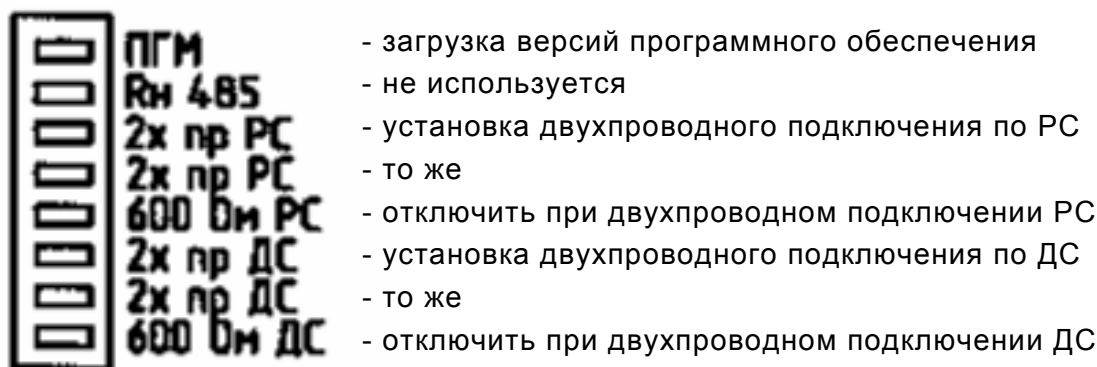 ПГМ - загрузка версий программного обеспечения
Rн 485 - не используется
2х пр РС - установка двухпроводного подключения по РС
2х пр РС - то же
600 Ом РС - отключить при двухпроводном подключении РС
2х пр ДС - установка двухпроводного подключения по ДС
2х пр ДС - то же
600 Ом ДС - отключить при двухпроводном подключении ДС